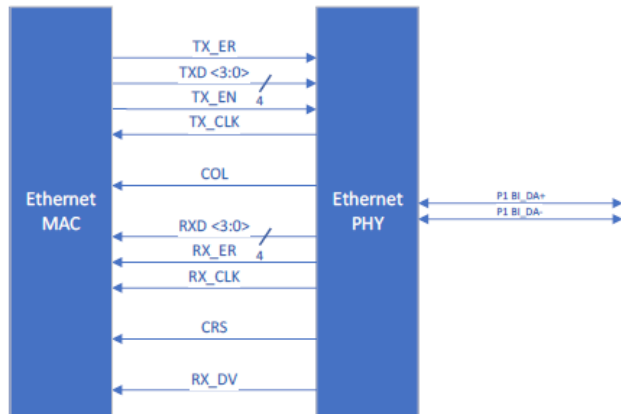 TX_ER
TXD <3:0>
4
TX_EN
TX_CLK
COL
Ethernet
MAC
Ethernet
PHY
P1 BI_DA+
P1 BI_DA-
RXD <3:0>
4
RX_ER
RX_CLK
CRS
RX_DV